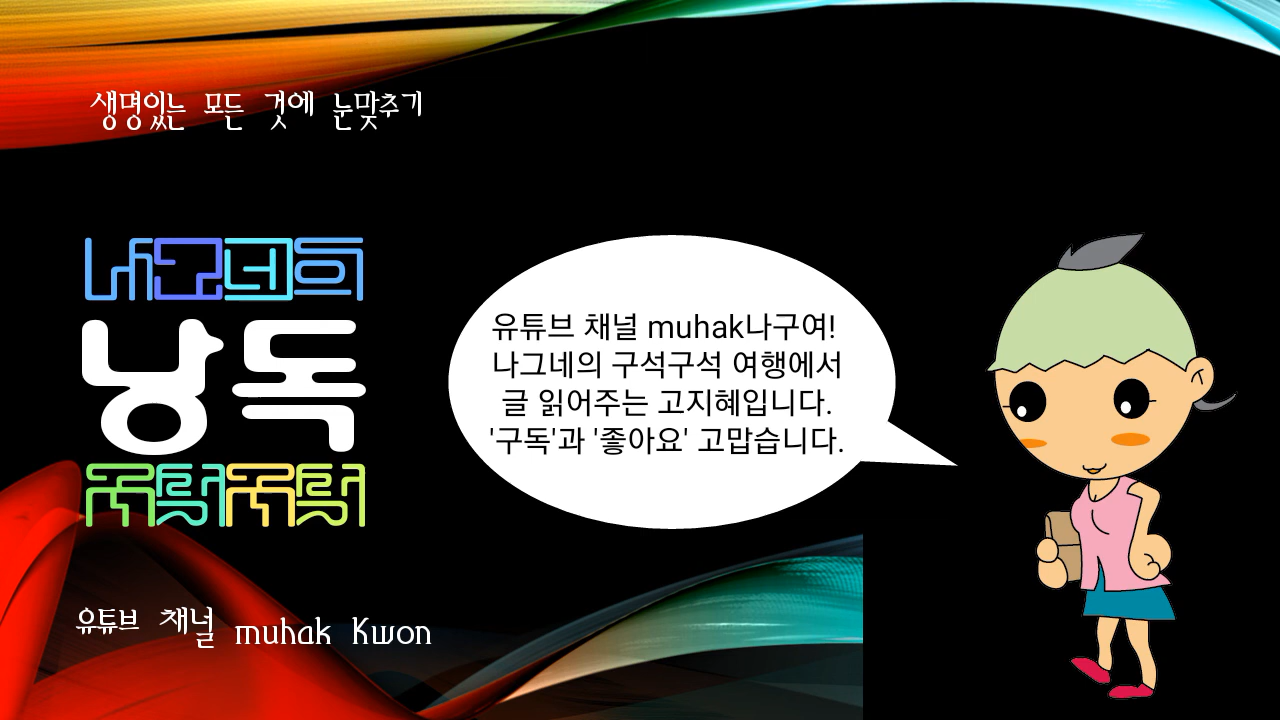 생명있는 모든 것에 눈맞추기
나그네의
낭독
구석구석
유튜브 채널 muhak나구여!
나그네의 구석구석 여행에서
글 읽어주는 고지혜입니다.
'구독'과 '좋아요' 고맙습니다.
유튜브 채널 muhak Kwon